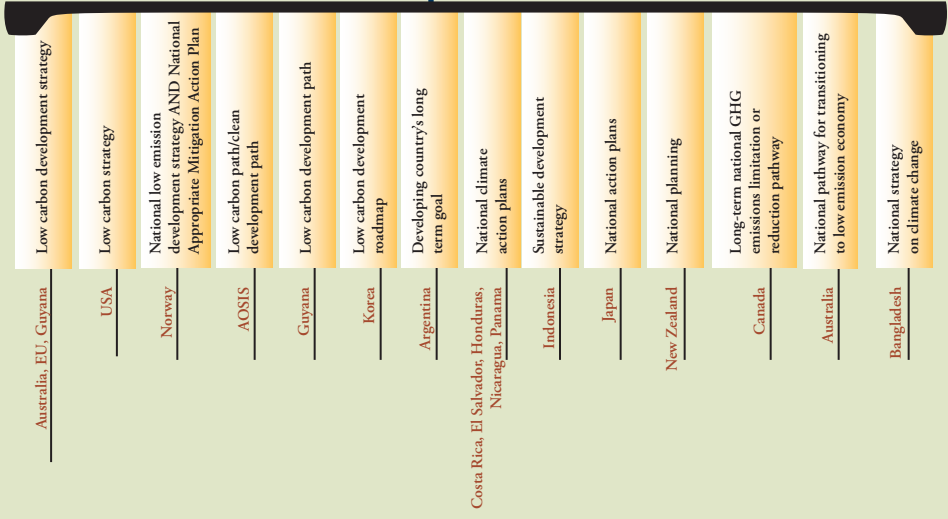 Low carbon development strategy
Australia, EU, Guyana
Low carbon strategy
USA
National low emission
development strategy AND National
Appropriate Mitigation Action Plan
Norway
Low carbon path/clean
development path
AOSIS
Low carbon development path
Guyana
Low carbon development
roadmap
Korea
Developing country's long
term goal
Argentina
National climate
action plans
Costa Rica, El Salvador, Honduras,
Nicaragua, Panama
Sustainable development
strategy
Indonesia
National action plans
Japan
National planning
New Zealand
Long-term national GHG
emissions limitation or
reduction pathway
Canada
National pathway for transitioning
to low emission economy
Australia
National strategy
on climate change
Bangladesh